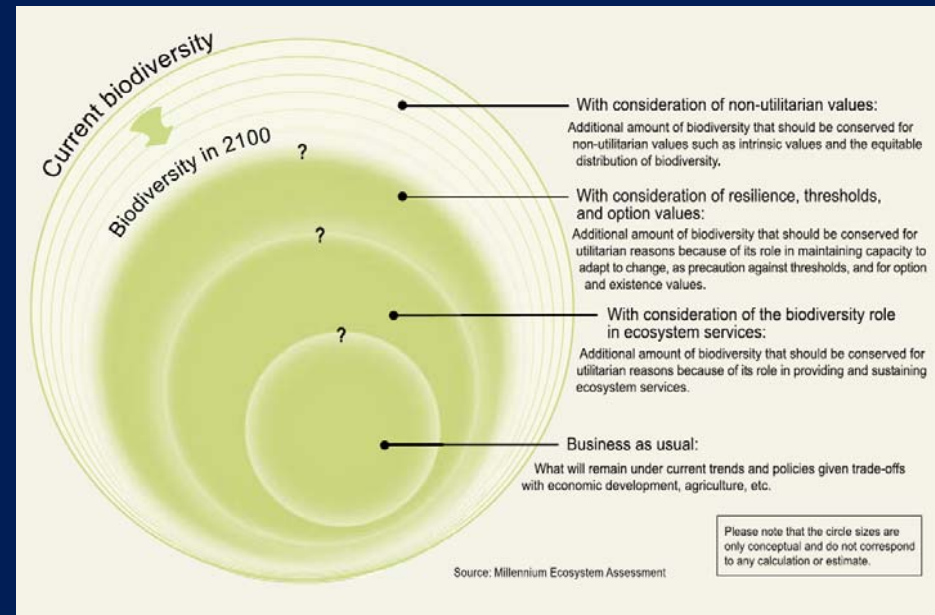 Current biodiversity
Biodiversity in 2100
?
?
?
With consideration of non-utilitarian values:
Additional amount of biodiversity that should be conserved for
non-utilitarian values such as intrinsic values and the equitable
distribution of biodiversity.
With consideration of resilience, thresholds,
and option values:
Additional amount of biodiversity that should be conserved for
utilitarian reasons because of its role in maintaining capacity to
adapt to change, as precaution against thresholds, and for option
and existence values.
With consideration of the biodiversity role
in ecosystem services:
Additional amount of biodiversity that should be conserved for
utilitarian reasons because of its role in providing and sustaining
ecosystem services.
Business as usual:
What will remain under current trends and policies given trade-offs
with economic development, agriculture, etc.
Please note that the circle sizes are
only conceptual and do not correspond
to any calculation or estimate.
Source: Millennium Ecosystem Assessment